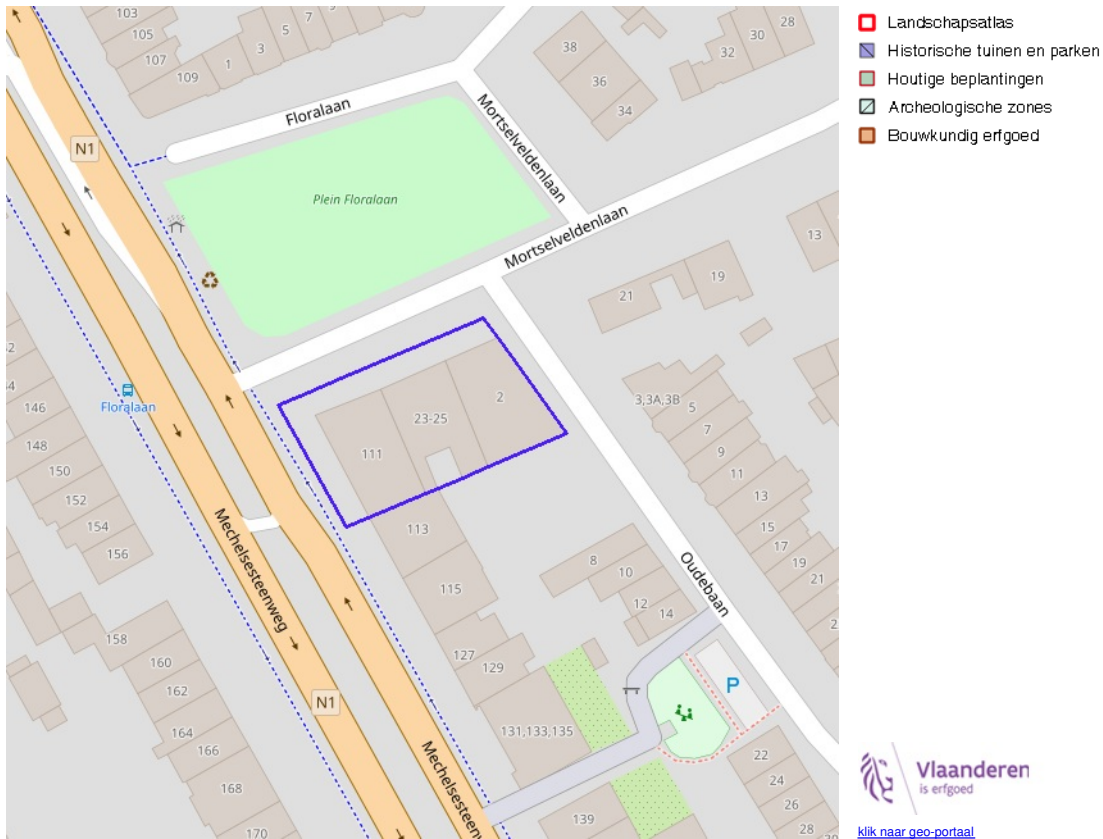 103
105
107
109
1
3
5
7
38
36
34
32
30
28
N1
Floralaan
Mortselveldenlaan
Plein Floralaan
Mortselveldenlaan
13
21
19
2
23-25
111
113
115
127
129
131,133,135
139
Floralaan
146
148
150
152
154
156
158
160
162
164
166
168
170
Mechelsesteenweg
N1
3,3A,3B
5
7
9
11
13
15
17
19
21
8
10
12
14
Oudebaan
P
22
24
26
28
Landschapsatlas
Historische tuinen en parken
Houtige beplantingen
Archeologische zones
Bouwkundig erfgoed
Vlaanderen
is erfgoed
klik naar geo-portaal